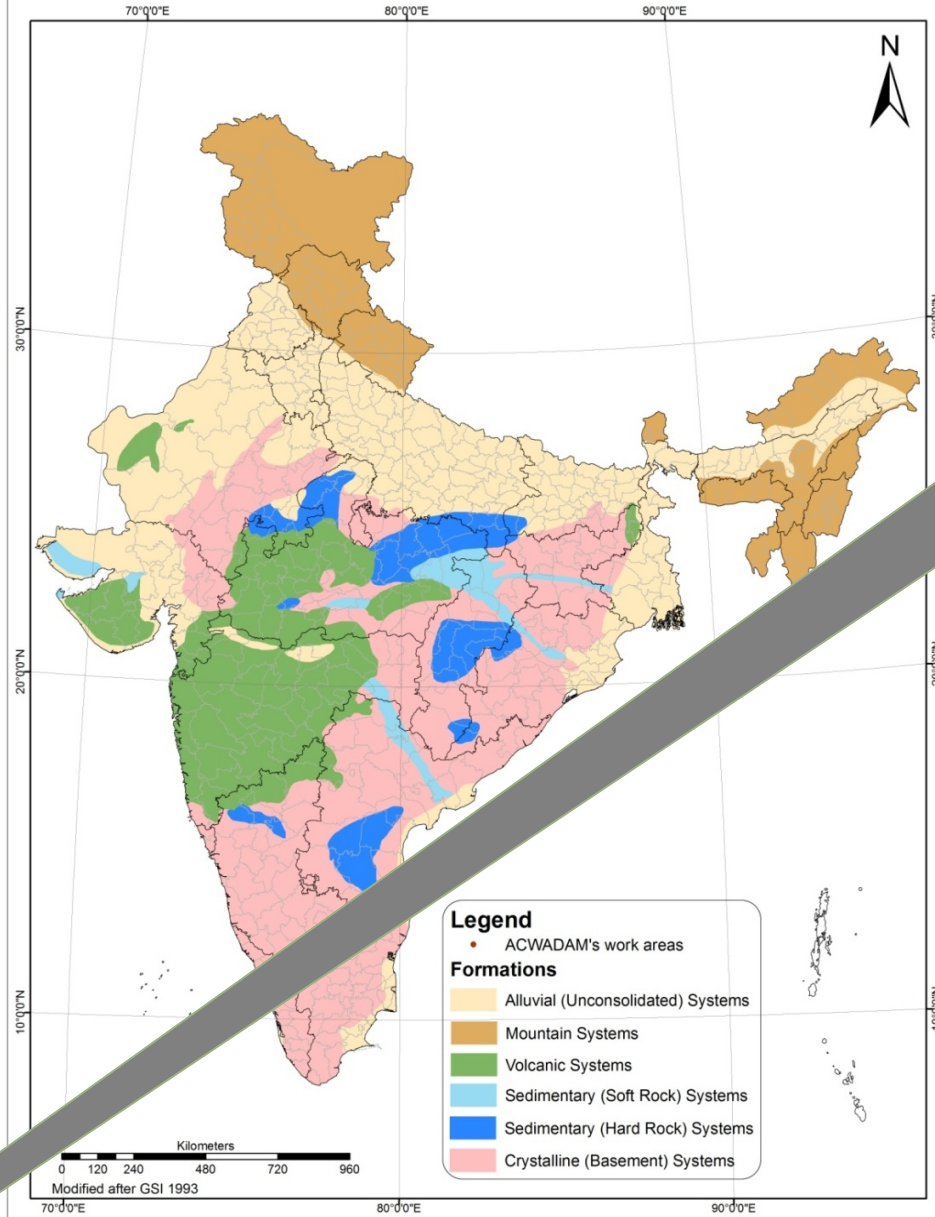 70°0'0"E 80°0'0"E 90°0'0"E
N
30°0'0"N
20°0'0"N
10°0'0"N
Legend
ACWADAM's work areas
Formations
Alluvial (Unconsolidated) Systems
Mountain Systems
Volcanic Systems
Sedimentary (Soft Rock) Systems
Sedimentary (Hard Rock) Systems
Crystalline (Basement) Systems
Kilometers
0 120 240 480 720 960
Modified after GSI 1993
70°0'0"E 80°0'0"E 90°0'0"E